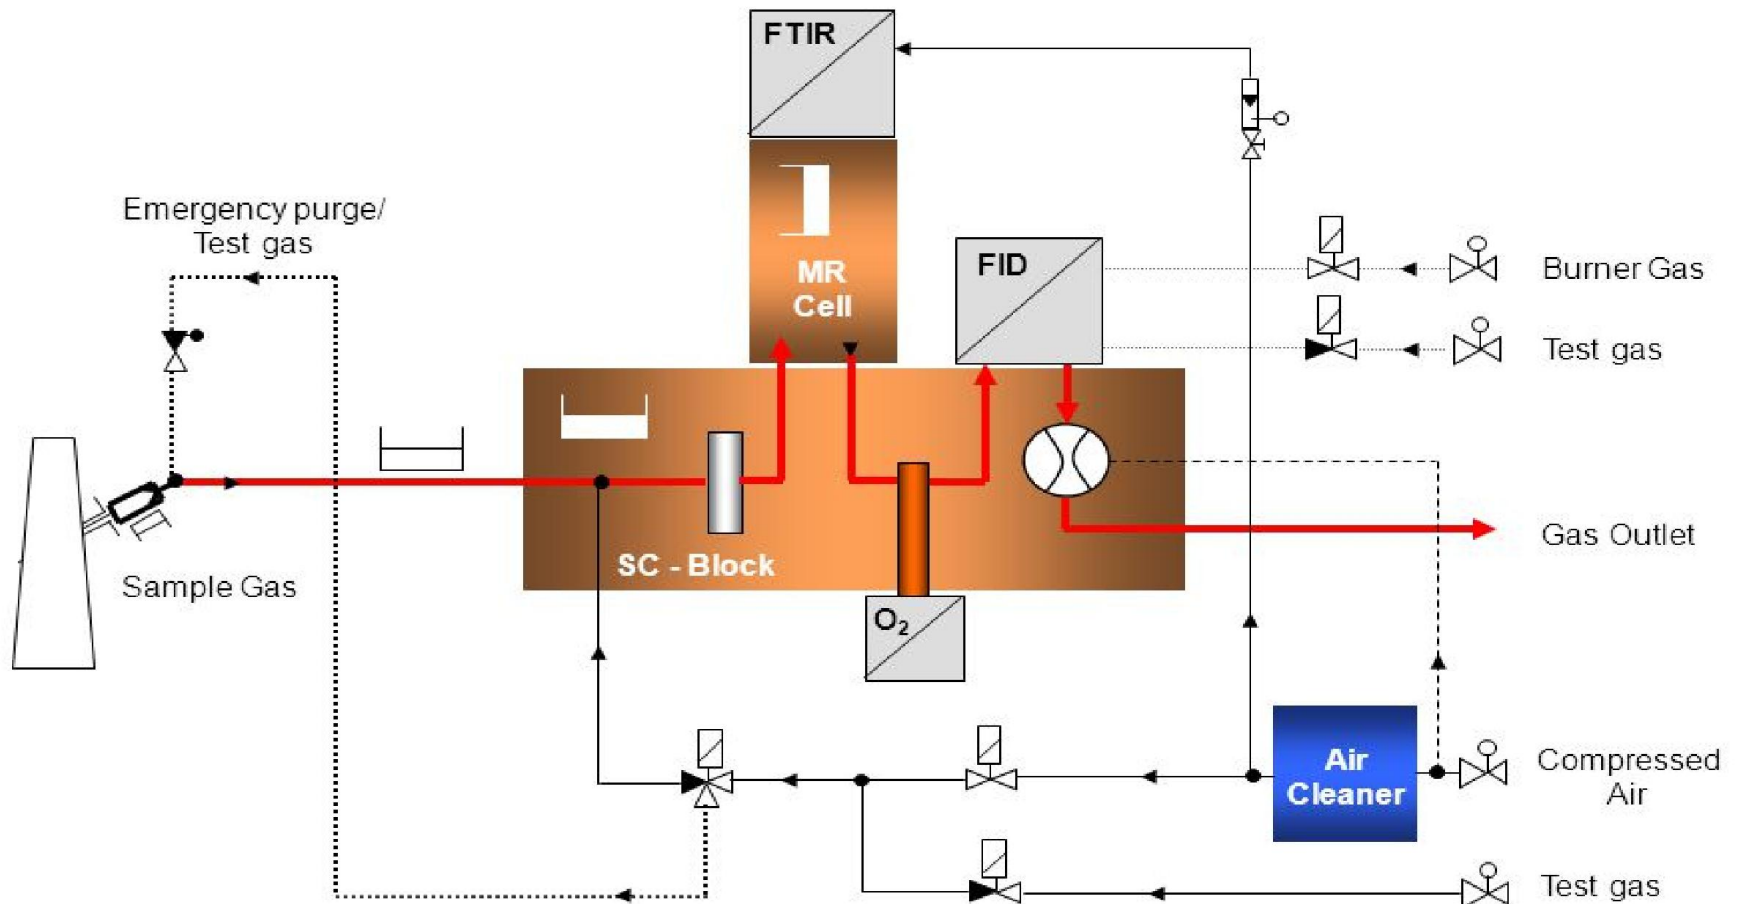 FTIR
Emergency purge/
Test gas
MR
Cell
FID
Burner Gas
Test gas
SC - Block
Gas Outlet
Sample Gas
O₂
Air
Cleaner
Compressed
Air
Test gas